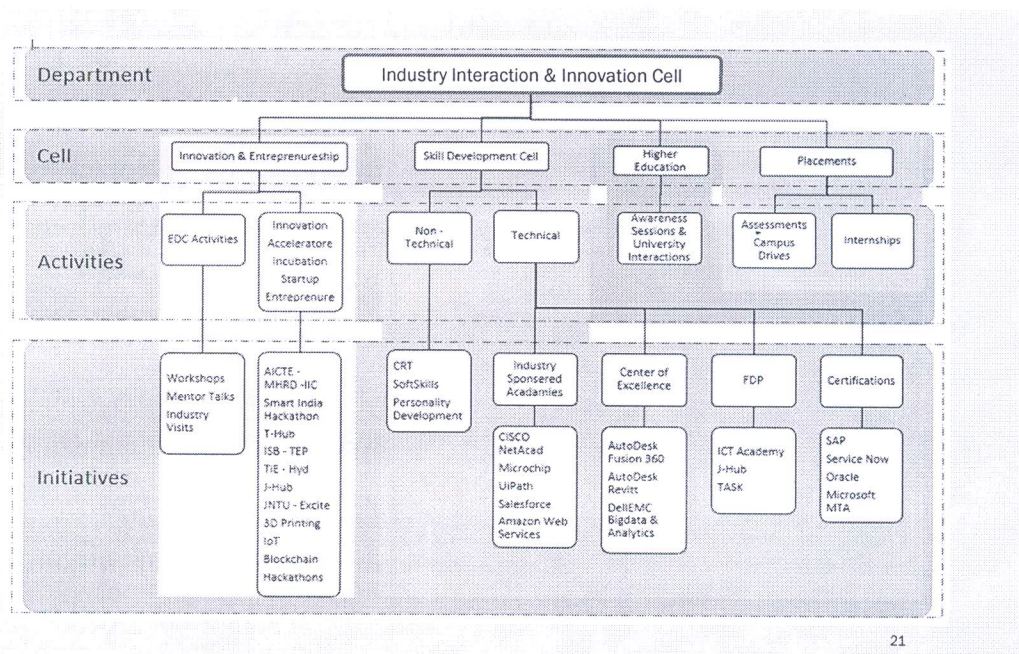 Department
Industry Interaction & Innovation Cell
Cell
Innovation & Entreprenureship
Skill Development Cell
Higher
Education
Placements
Activities
EDC Activities
Innovation
Acceleratore
Incubation
Startup
Entreprenure
Non -
Technical
Technical
Awareness
Sessions &
University
Interactions
Assessments
Campus
Drives
Internships
Initiatives
Workshops
Mentor Talks
Industry
Visits
AICTE -
MHRD -IIC
Smart India
Hackathon
T-Hub
ISB - TEP
TiE - Hyd
J-Hub
JNTU - Excite
3D Printing
IoT
Blockchain
Hackathons
CRT
SoftSkills
Personality
Development
Industry
Sponsered
Acadamies
CISCO
NetAcad
Microchip
UiPath
Salesforce
Amazon Web
Services
Center of
Excellence
AutoDesk
Fusion 360
AutoDesk
Revitt
DellEMC
Bigdata &
Analytics
FDP
ICT Academy
J-Hub
TASK
Certifications
SAP
Service Now
Oracle
Microsoft
MTA
21